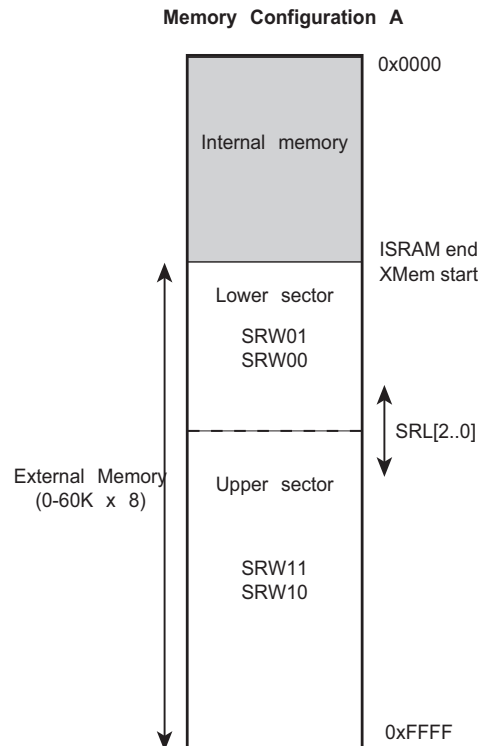 Memory Configuration A
0x0000
Internal memory
ISRAM end
XMem start
Lower sector
SRW01
SRW00
SRL[2..0]
External Memory
(0-60K x 8)
Upper sector
SRW11
SRW10
0xFFFF